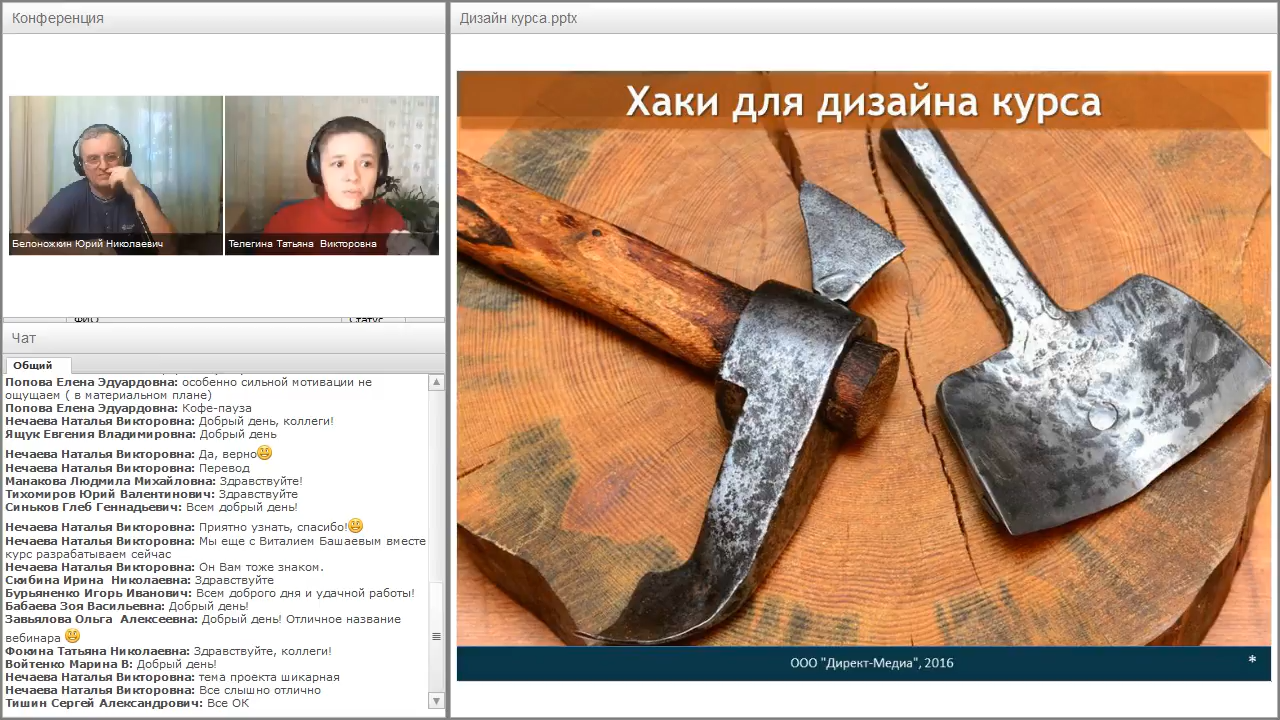 Конференция
Белоножкин Юрий Николаевич
Телегина Татьяна Викторовна
ФИО
Статус
Чат
Общий
Попова Елена Эдуардовна: особенно сильной мотивации не
ощущаем ( в материальном плане)
Попова Елена Эдуардовна: Кофе-пауза
Нечаева Наталья Викторовна: Добрый день, коллеги!
Ящук Евгения Владимировна: Добрый день
Нечаева Наталья Викторовна: Да, верно
Нечаева Наталья Викторовна: Перевод
Манакова Людмила Михайловна: Здравствуйте!
Тихомиров Юрий Валентинович: Здравствуйте
Синьков Глеб Геннадьевич: Всем добрый день!
Нечаева Наталья Викторовна: Приятно узнать, спасибо!
Нечаева Наталья Викторовна: Мы еще с Виталием Башаевым вместе
курс разрабатываем сейчас
Нечаева Наталья Викторовна: Он Вам тоже знаком.
Скибина Ирина Николаевна: Здравствуйте
Бурьяненко Игорь Иванович: Всем доброго дня и удачной работы!
Бабаева Зоя Васильевна: Добрый день!
Завьялова Ольга Алексеевна: Добрый день! Отличное название
вебинара
Фокина Татьяна Николаевна: Здравствуйте, коллеги!
Войтенко Марина В: Добрый день!
Нечаева Наталья Викторовна: тема проекта шикарная
Нечаева Наталья Викторовна: Все слышно отлично
Тишин Сергей Александрович: Все ОК
Дизайн курса.pptx
Хаки для дизайна курса
ООО "Директ-Медиа", 2016
*